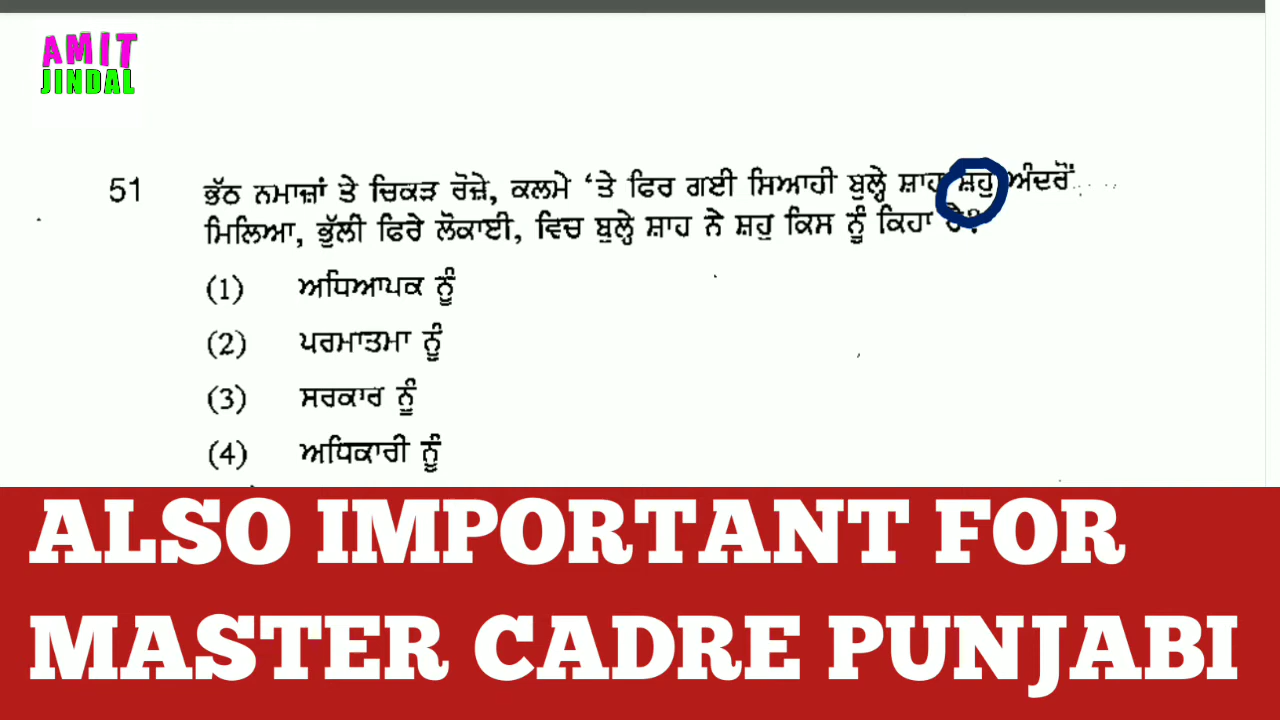 AMIT
JINDAL
51 ਭੱਠ ਨਮਾਜ਼ਾਂ ਤੇ ਚਿਕੜ ਰੋਜ਼ੇ, ਕਲਮੇ ‘ਤੇ ਫਿਰ ਗਈ ਸਿਆਹੀ ਬੁਲ੍ਹੇ ਸ਼ਾਹ ਸ਼ਹੁ ਅੰਦਰੋਂ
ਮਿਲਿਆ, ਭੁੱਲੀ ਫਿਰੇ ਲੋਕਾਈ, ਵਿਚ ਬੁਲ੍ਹੇ ਸ਼ਾਹ ਨੇ ਸ਼ਹੁ ਕਿਸ ਨੂੰ ਕਿਹਾ ਹੈ?
(1) ਅਧਿਆਪਕ ਨੂੰ
(2) ਪਰਮਾਤਮਾ ਨੂੰ
(3) ਸਰਕਾਰ ਨੂੰ
(4) ਅਧਿਕਾਰੀ ਨੂੰ
ALSO IMPORTANT FOR
MASTER CADRE PUNJABI